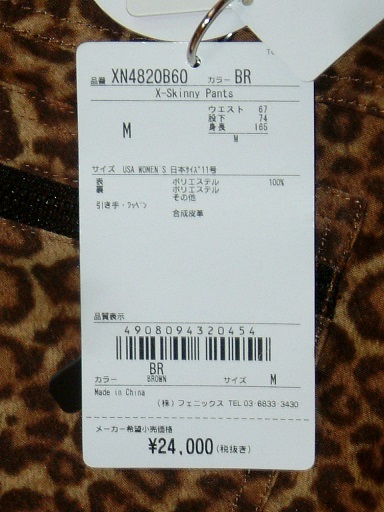 品番 XN4820B60 カラー BR
X-Skinny Pants
M
ウエスト 67
股下 74
身長 165
M
サイズ USA WOMEN S 日本ｻｲｽﾞ11号
表 ポリエステル 100%
裏 ポリエステル
その他
引き手・ﾜｯﾍﾟﾝ
合成皮革
品質表示
4908094320454
BR
カラー BROWN サイズ M
Made in China
(株) フェニックス TEL 03-6833-3430
メーカー希望小売価格
¥24,000 (税抜き)